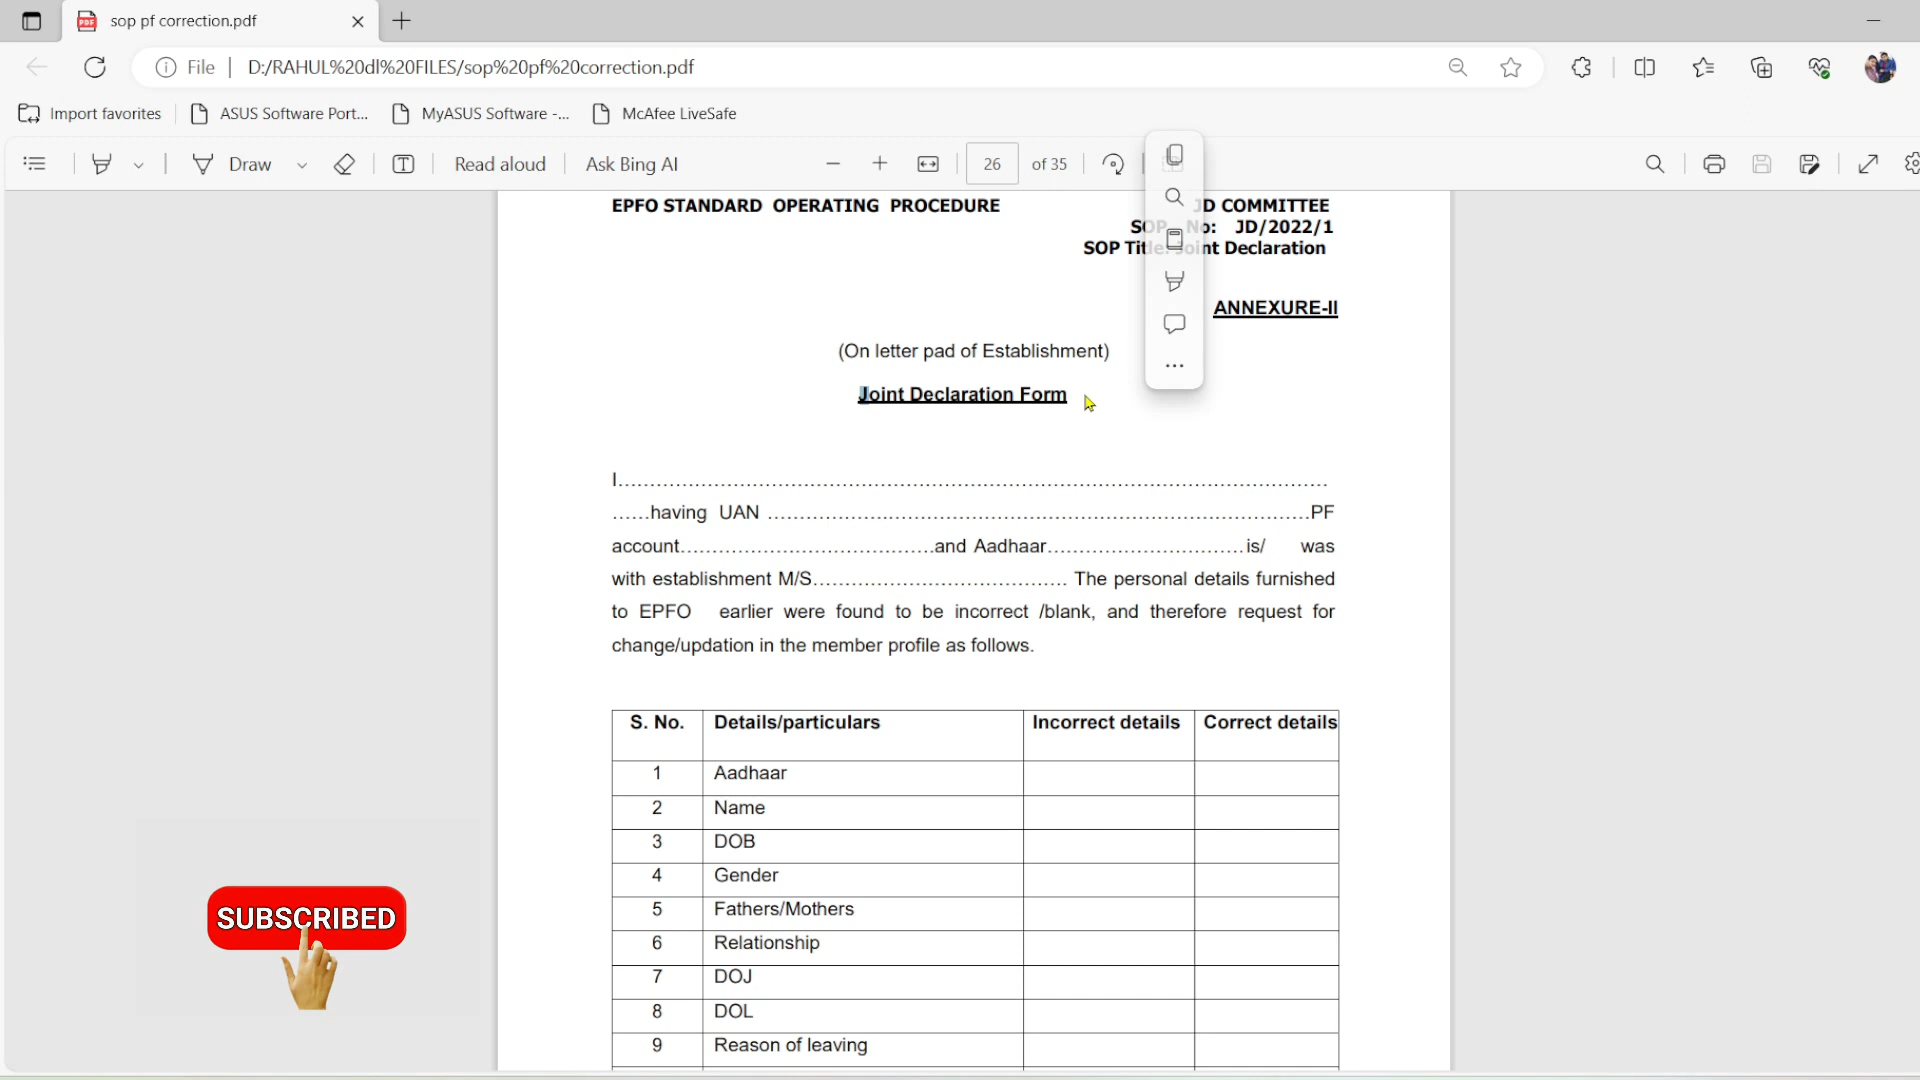 sop pf correction.pdf
File | D:/RAHUL%20dl%20FILES/sop%20pf%20correction.pdf
Import favorites ASUS Software Port... MyASUS Software -... McAfee LiveSafe
Draw Read aloud Ask Bing AI 26 of 35
EPFO STANDARD OPERATING PROCEDURE JD COMMITTEE
SOP No: JD/2022/1
SOP Title: Joint Declaration
ANNEXURE-II
(On letter pad of Establishment)
Joint Declaration Form
I……………………………………………………………………………………………………
……having UAN ……………………………………………………………………………PF
account………………………………….and Aadhaar………………………….is/ was
with establishment M/S…………………………………. The personal details furnished
to EPFO earlier were found to be incorrect /blank, and therefore request for
change/updation in the member profile as follows.
S. No. Details/particulars Incorrect details Correct details
1 Aadhaar
2 Name
3 DOB
4 Gender
5 Fathers/Mothers
6 Relationship
7 DOJ
8 DOL
9 Reason of leaving
SUBSCRIBED